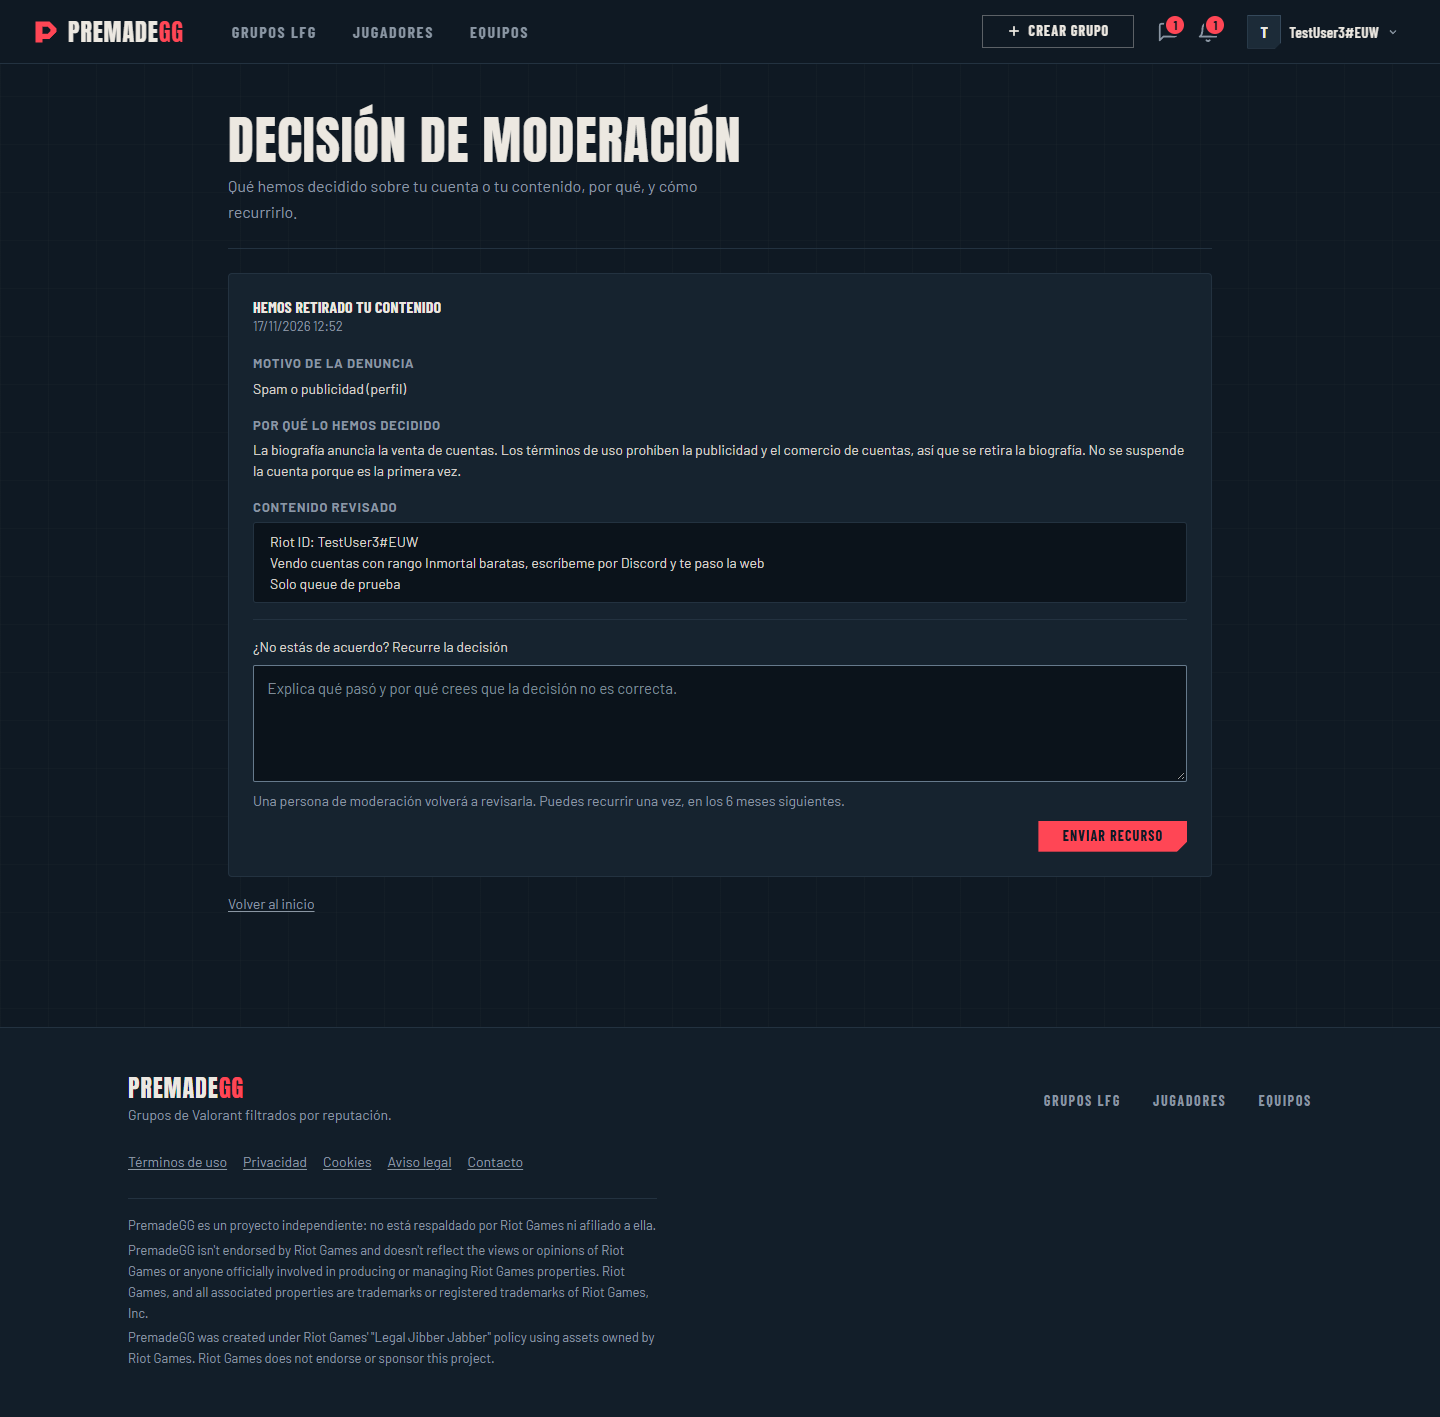 PREMADEGG
GRUPOS LFG
JUGADORES
EQUIPOS
+ CREAR GRUPO
1
1
T
TestUser3#EUW
DECISIÓN DE MODERACIÓN
Qué hemos decidido sobre tu cuenta o tu contenido, por qué, y cómo
recurrirlo.
HEMOS RETIRADO TU CONTENIDO
17/11/2026 12:52
MOTIVO DE LA DENUNCIA
Spam o publicidad (perfil)
POR QUÉ LO HEMOS DECIDIDO
La biografía anuncia la venta de cuentas. Los términos de uso prohíben la publicidad y el comercio de cuentas, así que se retira la biografía. No se suspende
la cuenta porque es la primera vez.
CONTENIDO REVISADO
Riot ID: TestUser3#EUW
Vendo cuentas con rango Inmortal baratas, escríbeme por Discord y te paso la web
Solo queue de prueba
¿No estás de acuerdo? Recurre la decisión
Explica qué pasó y por qué crees que la decisión no es correcta.
Una persona de moderación volverá a revisarla. Puedes recurrir una vez, en los 6 meses siguientes.
ENVIAR RECURSO
Volver al inicio
PREMADEGG
Grupos de Valorant filtrados por reputación.
GRUPOS LFG
JUGADORES
EQUIPOS
Términos de uso
Privacidad
Cookies
Aviso legal
Contacto
PremadeGG es un proyecto independiente: no está respaldado por Riot Games ni afiliado a ella.
PremadeGG isn't endorsed by Riot Games and doesn't reflect the views or opinions of Riot
Games or anyone officially involved in producing or managing Riot Games properties. Riot
Games, and all associated properties are trademarks or registered trademarks of Riot Games,
Inc.
PremadeGG was created under Riot Games' "Legal Jibber Jabber" policy using assets owned by
Riot Games. Riot Games does not endorse or sponsor this project.